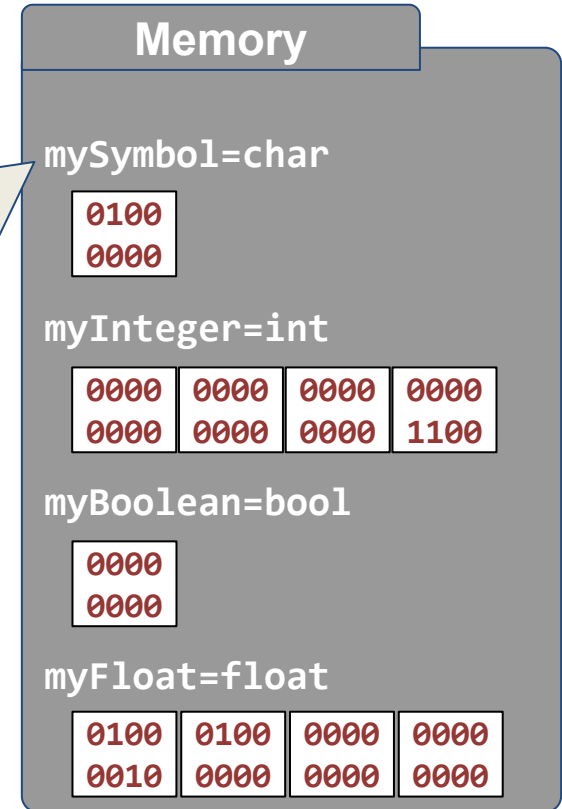 Memory
mySymbol=char
0100
0000
myInteger=int
0000 0000 0000 0000
0000 0000 0000 1100
myBoolean=bool
0000
0000
myFloat=float
0100 0100 0000 0000
0010 0000 0000 0000